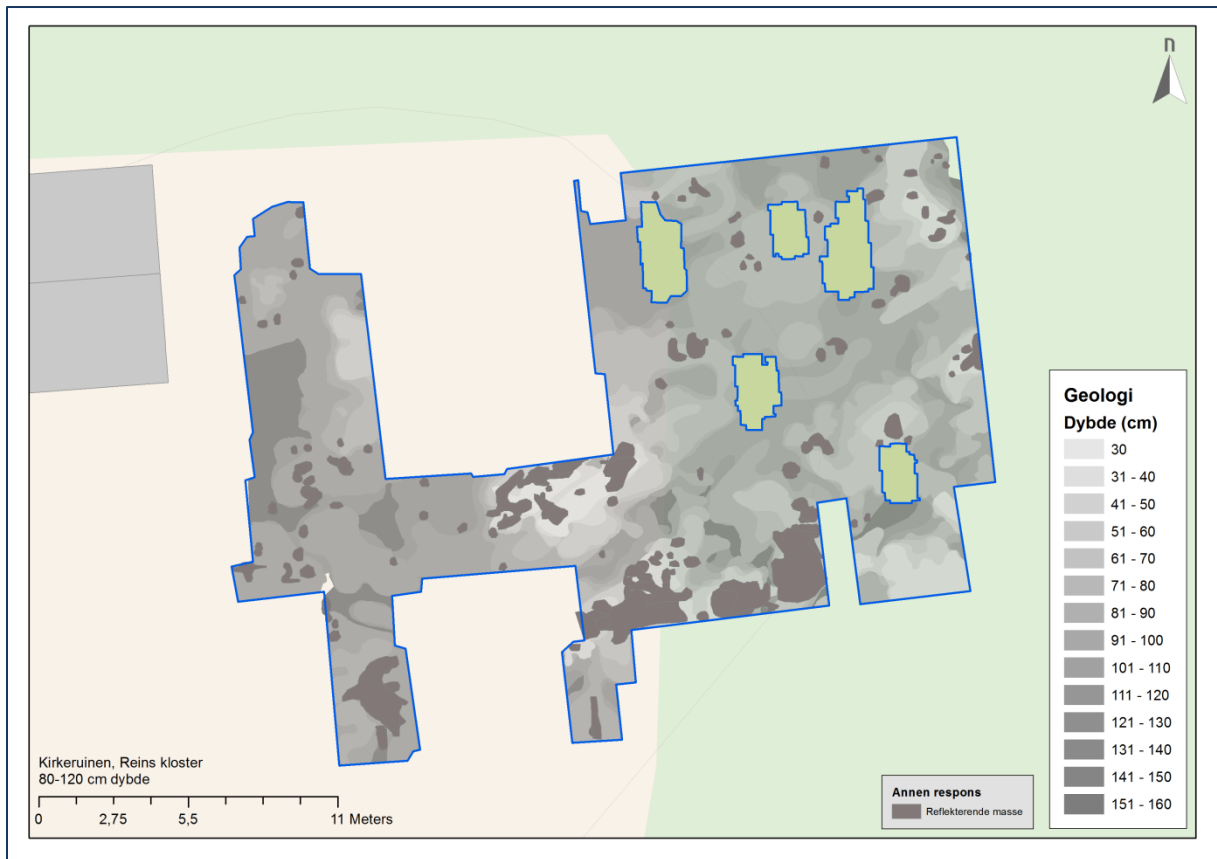 n
Geologi
Dybde (cm)
30
31 - 40
41 - 50
51 - 60
61 - 70
71 - 80
81 - 90
91 - 100
101 - 110
111 - 120
121 - 130
131 - 140
141 - 150
151 - 160
Kirkeruinen, Reins kloster
80-120 cm dybde
0 2,75 5,5 11 Meters
Annen respons
Reflekterende masse